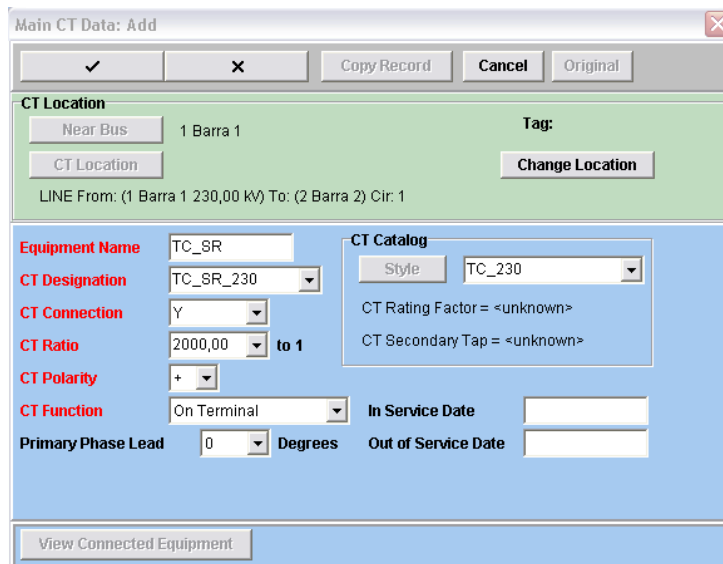 Main CT Data: Add
Copy Record Cancel Original
CT Location
Near Bus 1 Barra 1 Tag:
CT Location Change Location
LINE From: (1 Barra 1 230,00 kV) To: (2 Barra 2) Cir: 1
Equipment Name TC_SR
CT Designation TC_SR_230
CT Connection Y
CT Ratio 2000,00 to 1
CT Polarity +
CT Function On Terminal
Primary Phase Lead 0 Degrees
CT Catalog
Style TC_230
CT Rating Factor = <unknown>
CT Secondary Tap = <unknown>
In Service Date
Out of Service Date
View Connected Equipment